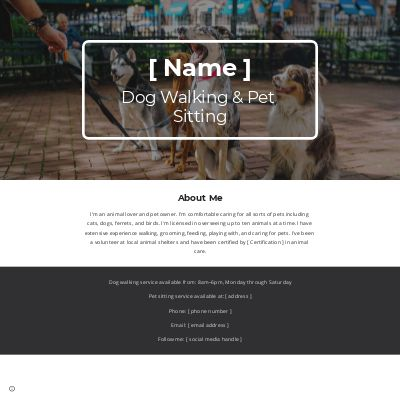 [ Name ]
Dog Walking & Pet
Sitting
About Me
I'm an animal lover and pet owner. I'm comfortable caring for all sorts of pets including
cats, dogs, ferrets, and birds. I'm licensed in overseeing up to ten animals at a time. I have
extensive experience walking, grooming, feeding, playing with, and caring for pets. I've been
a volunteer at local animal shelters and have been certified by [ Certification ] in animal
care.
Dog walking service available from: 8am–6pm, Monday through Saturday
Pet sitting service available at: [ address ]
Phone: [ phone number ]
Email: [ email address ]
Follow me: [ social media handle ]